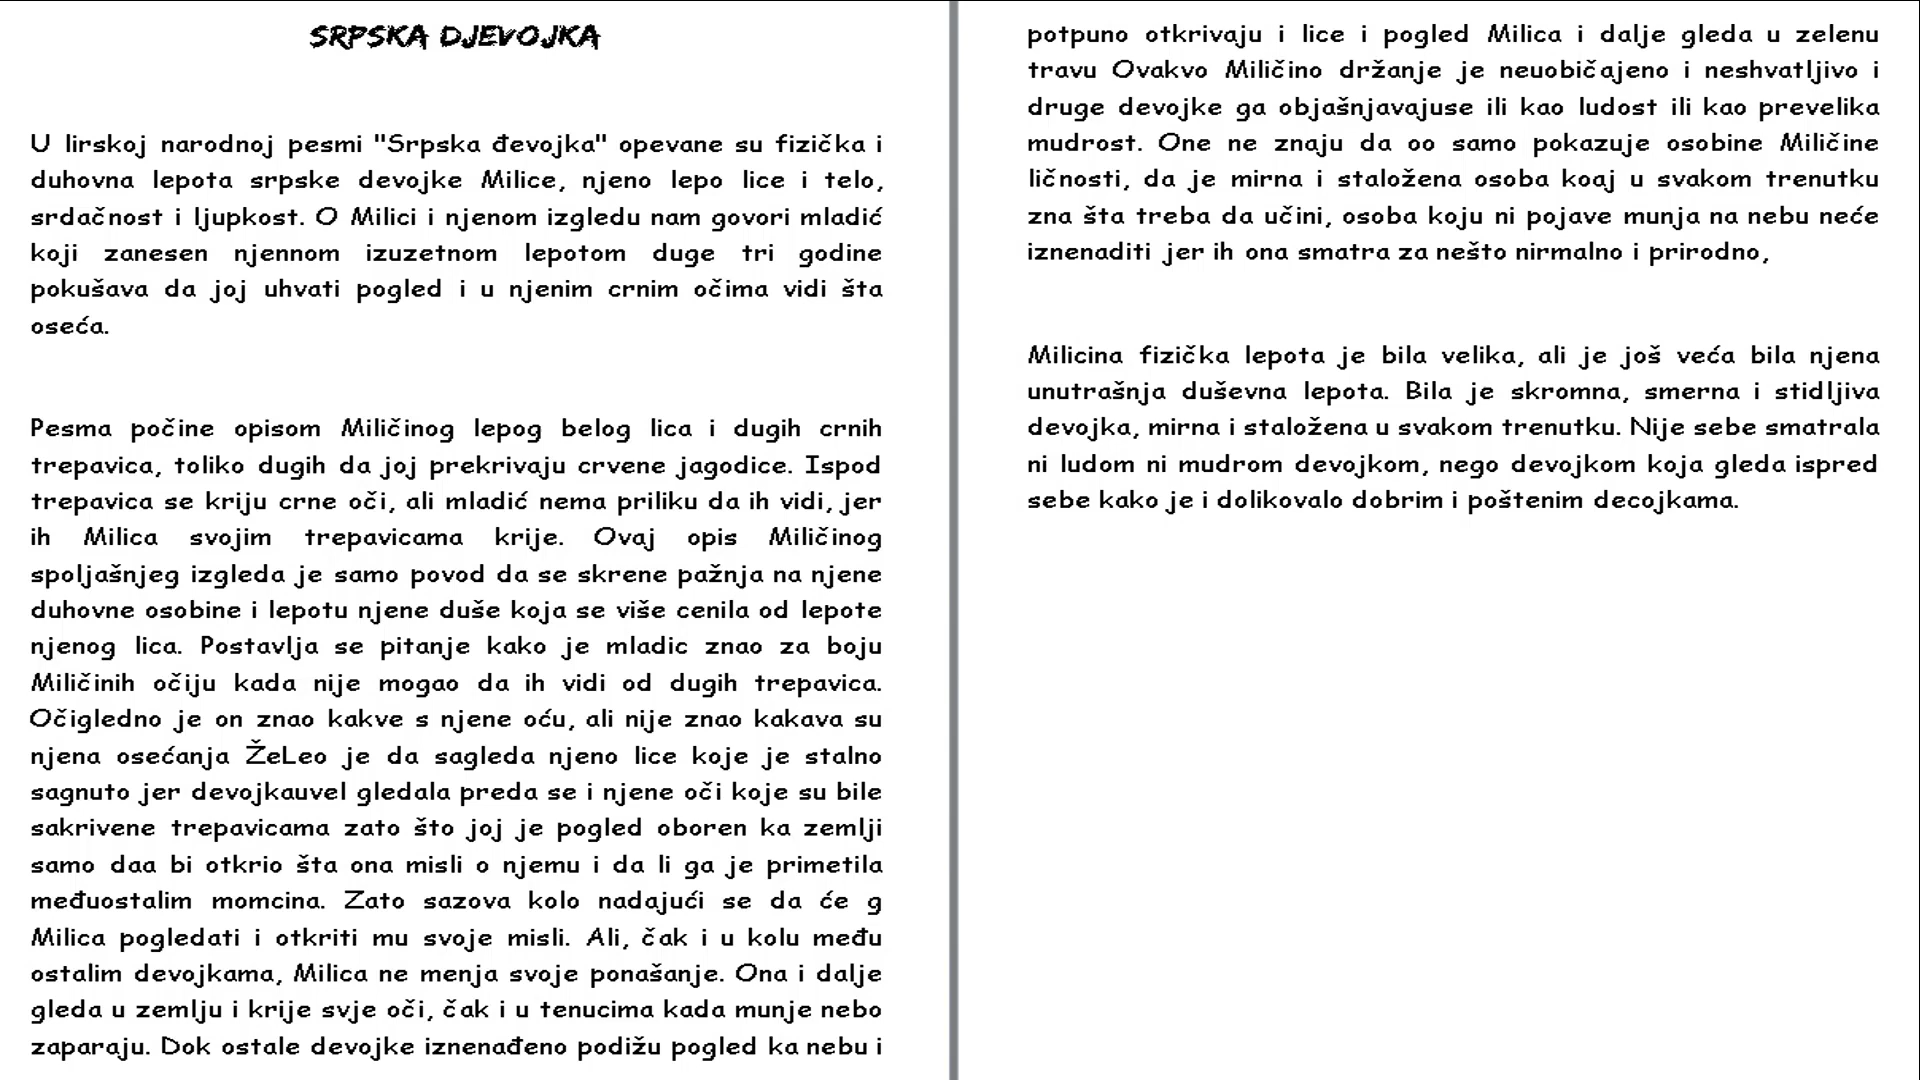 SRPSKA DJEVOJKA
U lirskoj narodnoj pesmi "Srpska đevojka" opevane su fizička i
duhovna lepota srpske devojke Milice, njeno lepo lice i telo,
srdačnost i ljupkost. O Milici i njenom izgledu nam govori mladić
koji zanesen njennom izuzetnom lepotom duge tri godine
pokušava da joj uhvati pogled i u njenim crnim očima vidi šta
oseća.
Pesma počine opisom Miličinog lepog belog lica i dugih crnih
trepavica, toliko dugih da joj prekrivaju crvene jagodice. Ispod
trepavica se kriju crne oči, ali mladić nema priliku da ih vidi, jer
ih Milica svojim trepavicama krije. Ovaj opis Miličinog
spoljašnjeg izgleda je samo povod da se skrene pažnja na njene
duhovne osobine i lepotu njene duše koja se više cenila od lepote
njenog lica. Postavlja se pitanje kako je mladic znao za boju
Miličinih očiju kada nije mogao da ih vidi od dugih trepavica.
Očigledno je on znao kakve s njene oću, ali nije znao kakava su
njena osećanja ŽeLeo je da sagleda njeno lice koje je stalno
sagnuto jer devojkauvel gledala preda se i njene oči koje su bile
sakrivene trepavicama zato što joj je pogled oboren ka zemlji
samo daa bi otkrio šta ona misli o njemu i da li ga je primetila
međuostalim momcina. Zato sazova kolo nadajući se da će g
Milica pogledati i otkriti mu svoje misli. Ali, čak i u kolu među
ostalim devojkama, Milica ne menja svoje ponašanje. Ona i dalje
gleda u zemlju i krije svje oči, čak i u tenucima kada munje nebo
zaparaju. Dok ostale devojke iznenađeno podižu pogled ka nebu i
potpuno otkrivaju i lice i pogled Milica i dalje gleda u zelenu
travu Ovakvo Miličino držanje je neuobičajeno i neshvatljivo i
druge devojke ga objašnjavajuse ili kao ludost ili kao prevelika
mudrost. One ne znaju da oo samo pokazuje osobine Miličine
ličnosti, da je mirna i staložena osoba koaj u svakom trenutku
zna šta treba da učini, osoba koju ni pojave munja na nebu neće
iznenaditi jer ih ona smatra za nešto nirmalno i prirodno,
Milicina fizička lepota je bila velika, ali je još veća bila njena
unutrašnja duševna lepota. Bila je skromna, smerna i stidljiva
devojka, mirna i staložena u svakom trenutku. Nije sebe smatrala
ni ludom ni mudrom devojkom, nego devojkom koja gleda ispred
sebe kako je i dolikovalo dobrim i poštenim decojkama.